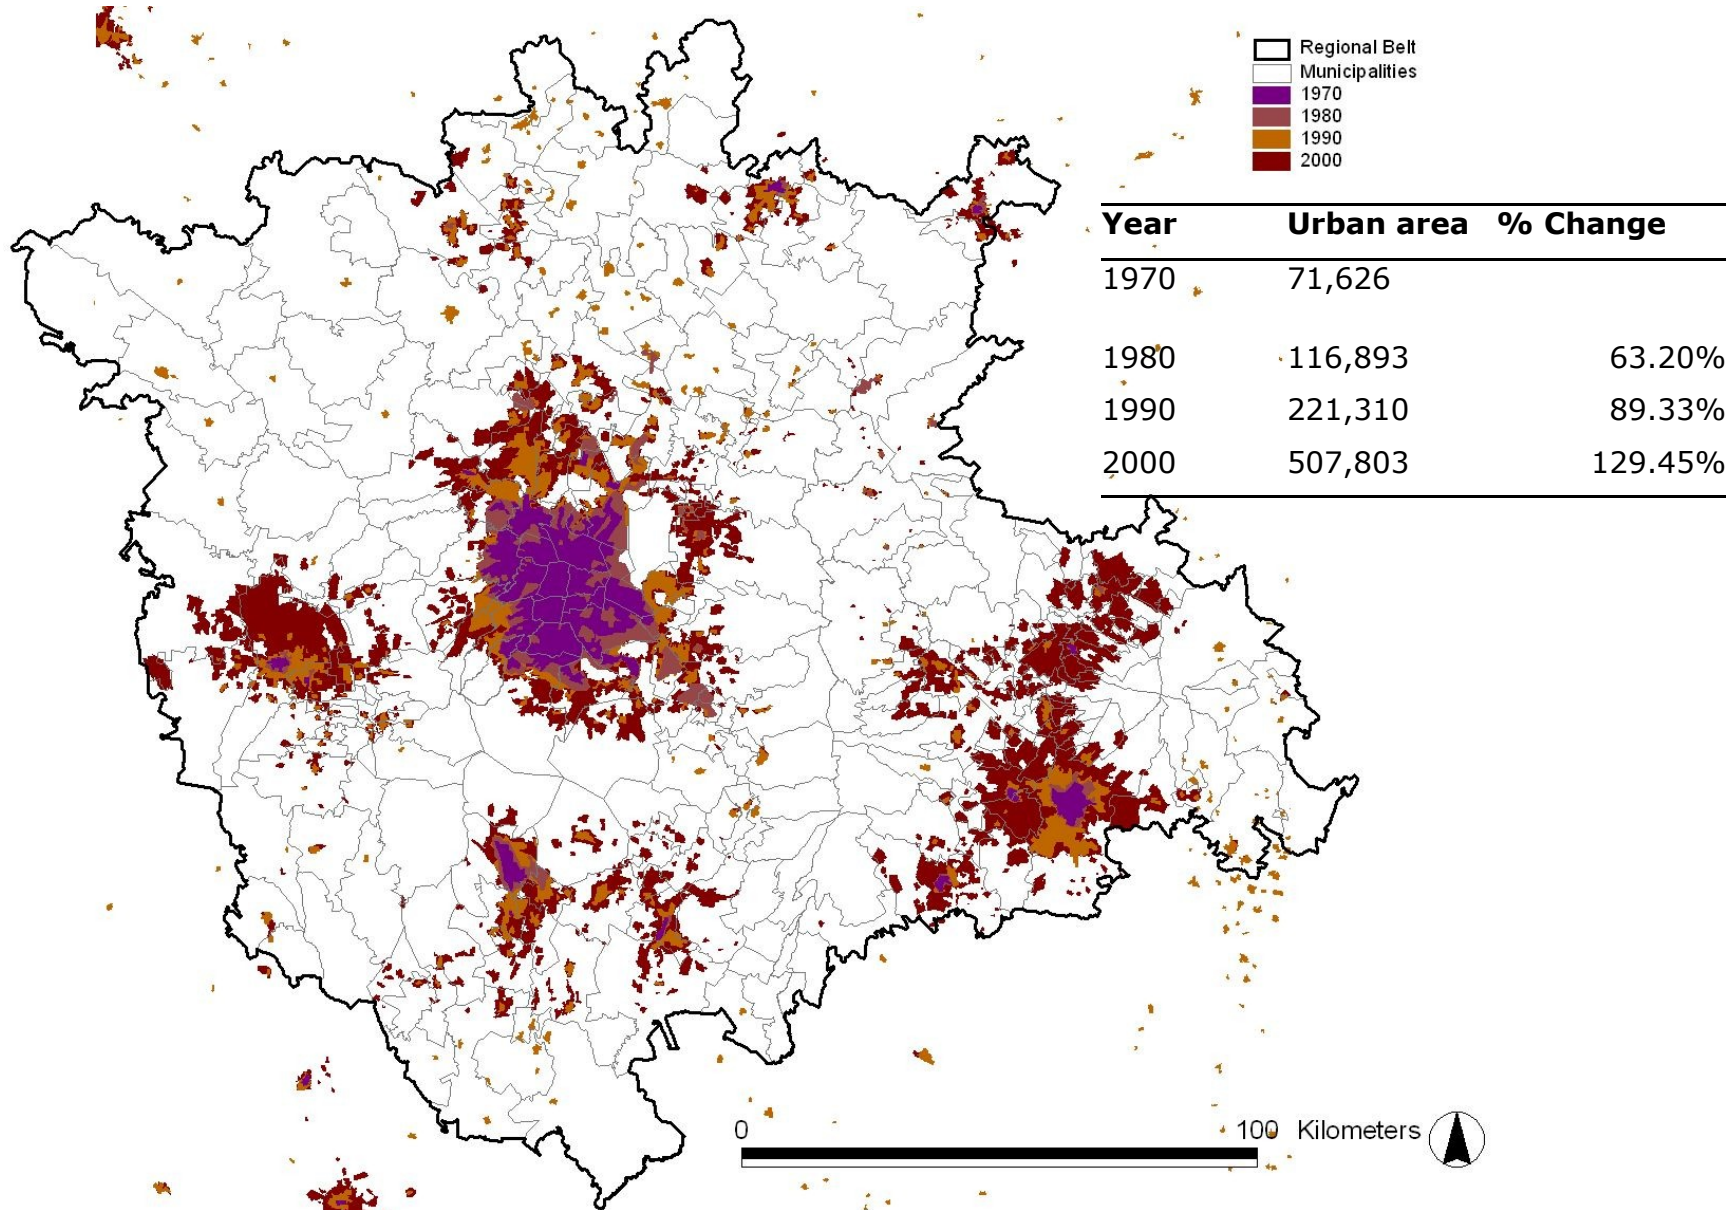 Regional Belt
Municipalities
1970
1980
1990
2000
Year Urban area % Change
1970 71,626
1980 116,893 63.20%
1990 221,310 89.33%
2000 507,803 129.45%
0 100 Kilometers